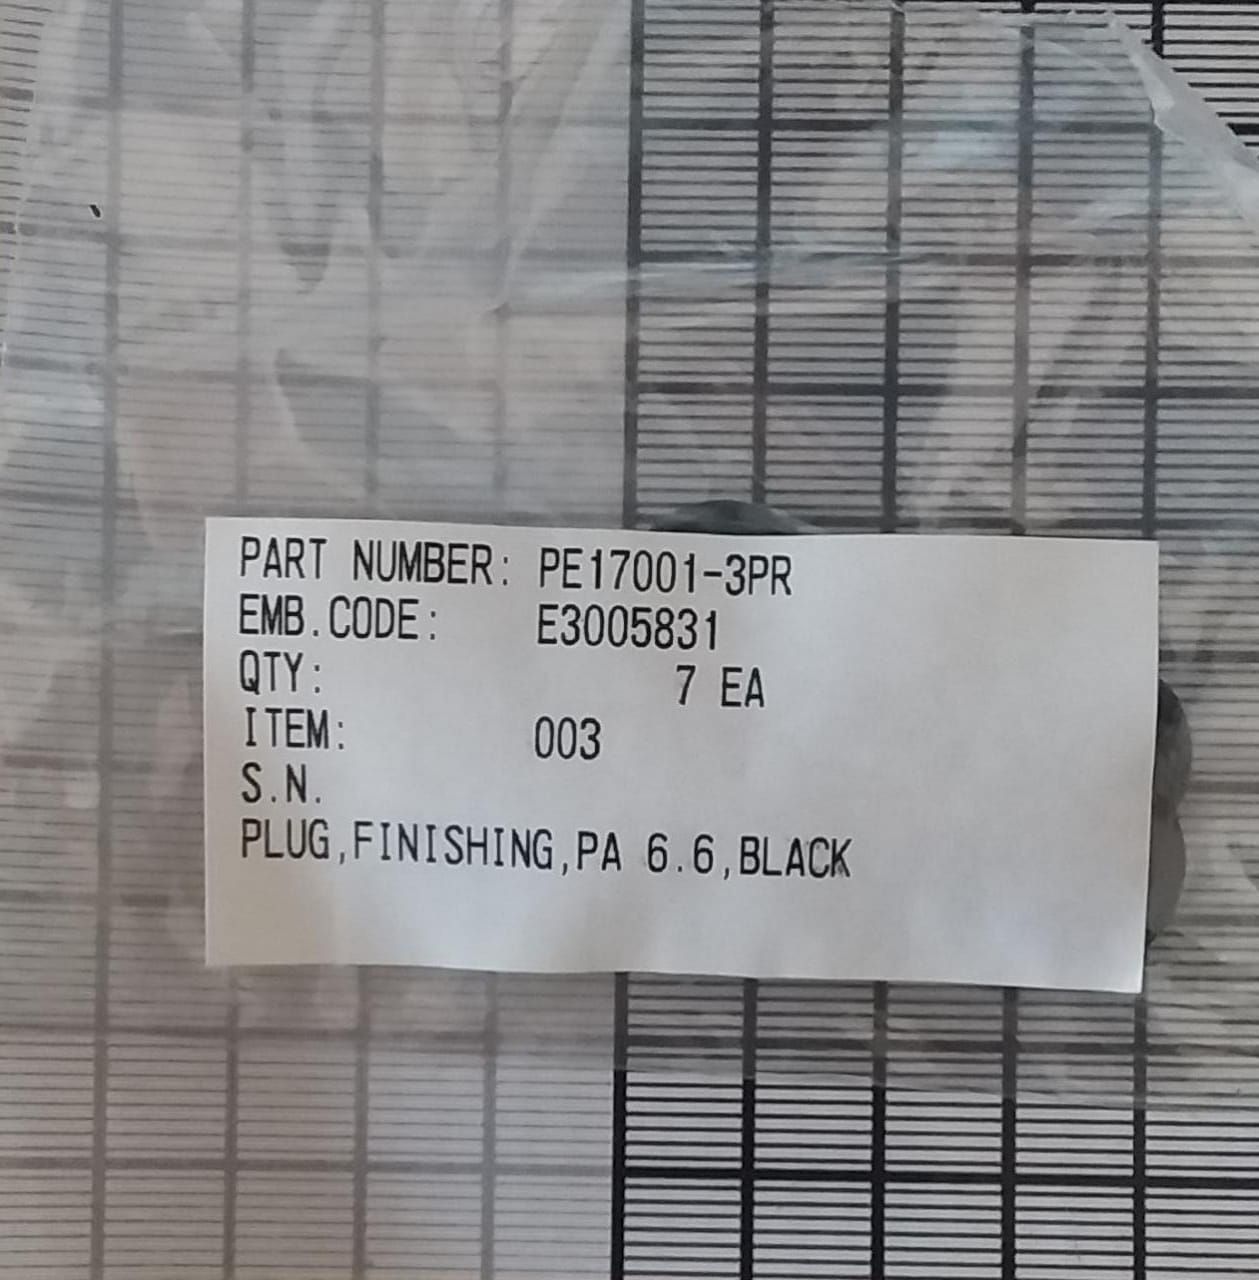 PART NUMBER: PE17001-3PR
EMB.CODE: E3005831
QTY: 7 EA
ITEM: 003
S.N.
PLUG,FINISHING,PA 6.6,BLACK